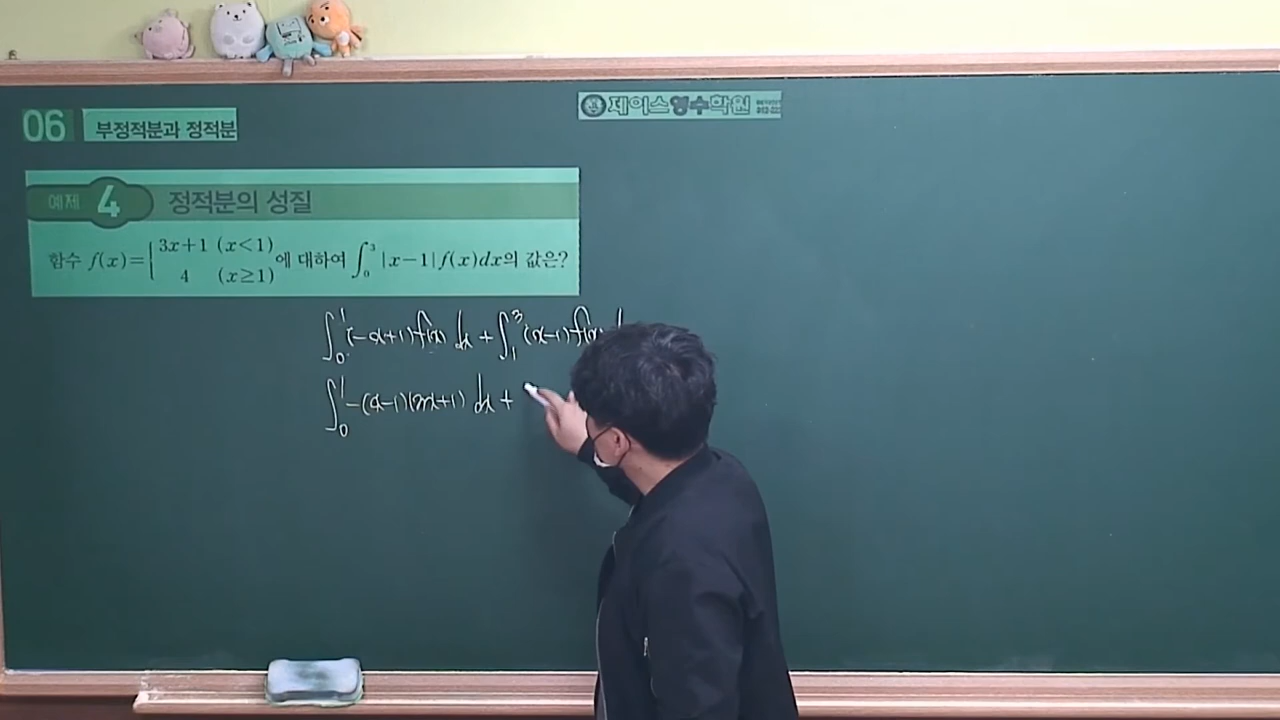 06 부정적분과 정적분
제이스영수학원
예제 4 정적분의 성질
함수 f(x)={ 3x+1 (x<1)
4 (x≥1) 에 대하여 ∫₀³ |x-1|f(x)dx의 값은?
∫₀¹ (-x+1)f(x) dx + ∫₁³ (x-1)f(x)
∫₀¹ -(x-1)(3x+1) dx +